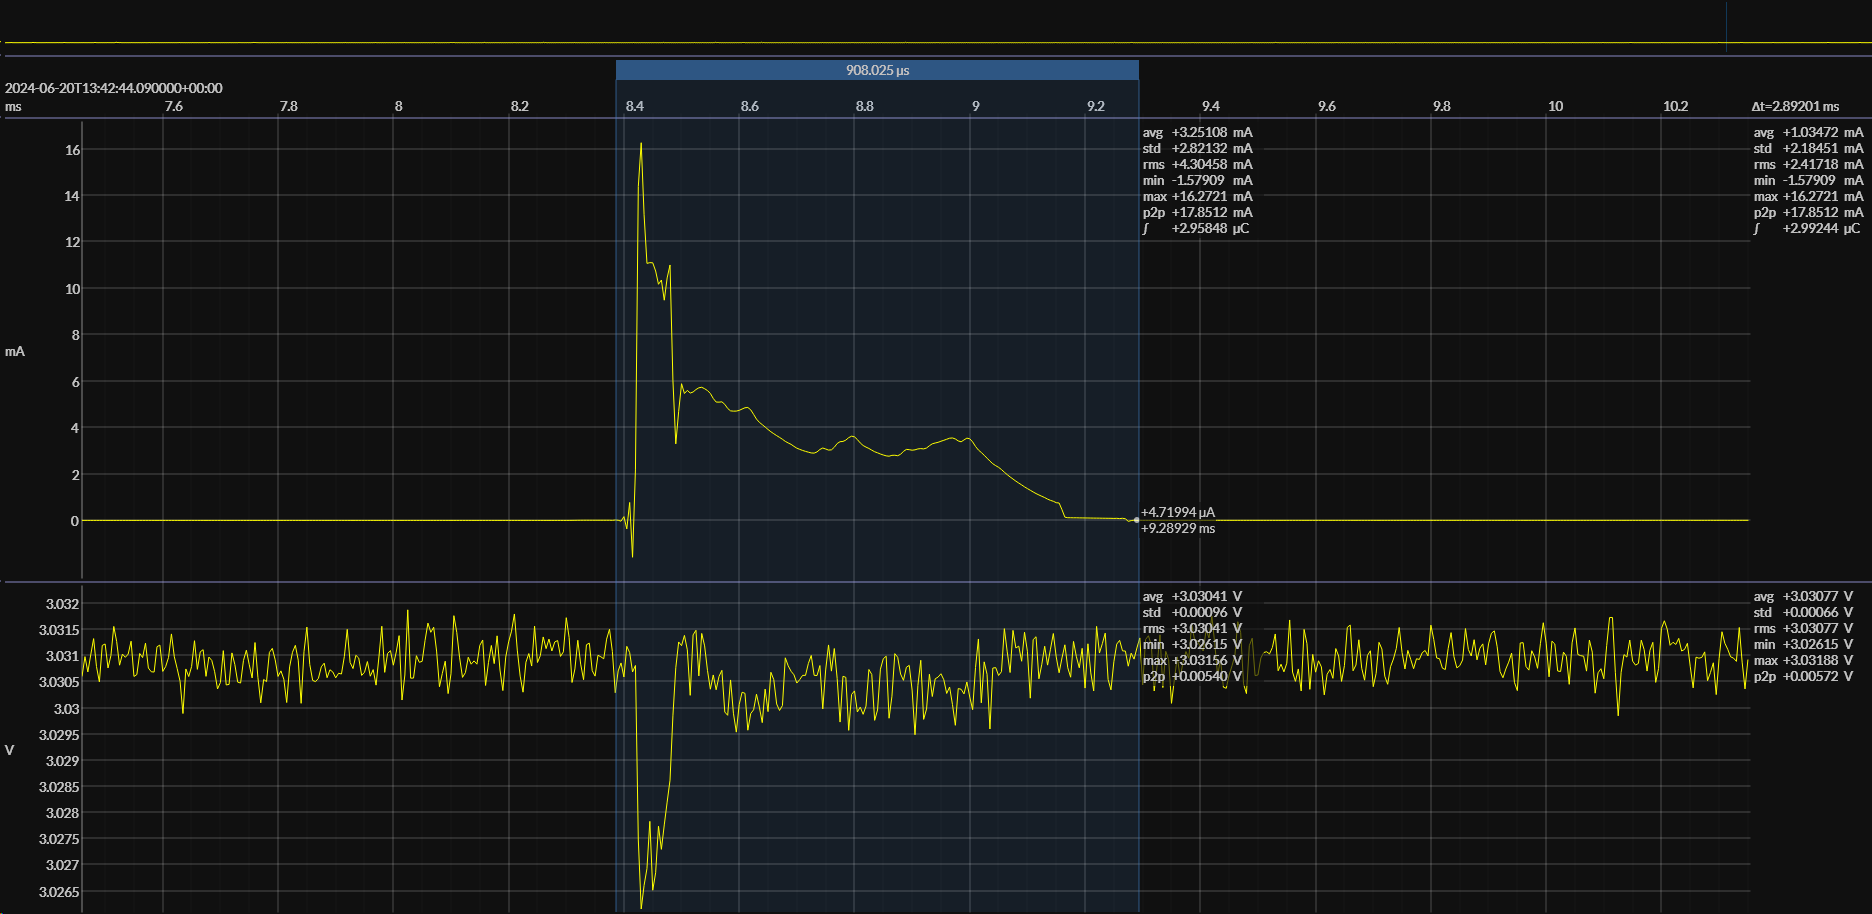 908.025 µs
2024-06-20T13:42:44.090000+00:00
ms 7.6 7.8 8 8.2 8.4 8.6 8.8 9 9.2 9.4 9.6 9.8 10 10.2 Δt=2.89201 ms
avg +3.25108 mA
std +2.82132 mA
rms +4.30458 mA
min -1.57909 mA
max +16.2721 mA
p2p +17.8512 mA
∫ +2.95848 µC
avg +1.03472 mA
std +2.18451 mA
rms +2.41718 mA
min -1.57909 mA
max +16.2721 mA
p2p +17.8512 mA
∫ +2.99244 µC
16
14
12
10
8
mA
6
4
2
0
+4.71994 µA
+9.28929 ms
avg +3.03041 V
std +0.00096 V
rms +3.03041 V
min +3.02615 V
max +3.03156 V
p2p +0.00540 V
avg +3.03077 V
std +0.00066 V
rms +3.03077 V
min +3.02615 V
max +3.03188 V
p2p +0.00572 V
3.032
3.0315
3.031
3.0305
3.03
3.0295
V
3.029
3.0285
3.028
3.0275
3.027
3.0265